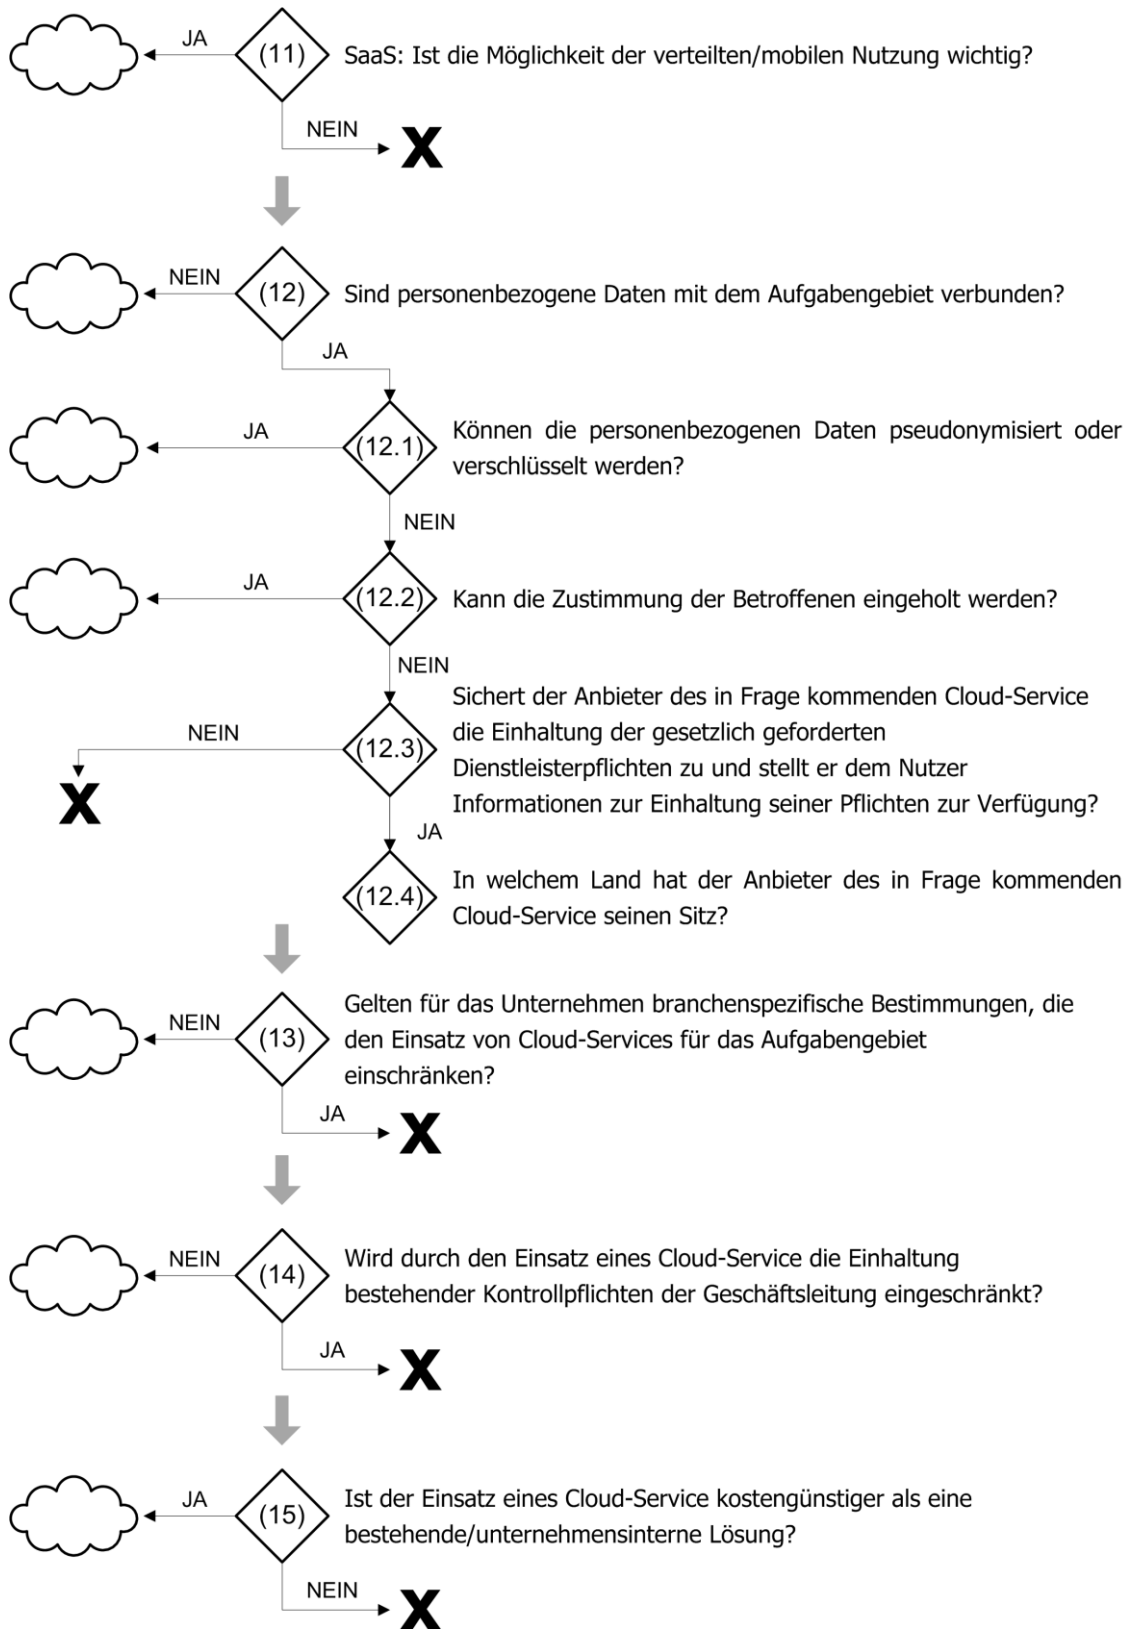 JA
(11)
SaaS: Ist die Möglichkeit der verteilten/mobilen Nutzung wichtig?
NEIN
X
NEIN
(12)
Sind personenbezogene Daten mit dem Aufgabengebiet verbunden?
JA
JA
(12.1)
Können die personenbezogenen Daten pseudonymisiert oder
verschlüsselt werden?
NEIN
JA
(12.2)
Kann die Zustimmung der Betroffenen eingeholt werden?
NEIN
NEIN
X
(12.3)
Sichert der Anbieter des in Frage kommenden Cloud-Service
die Einhaltung der gesetzlich geforderten
Dienstleisterpflichten zu und stellt er dem Nutzer
Informationen zur Einhaltung seiner Pflichten zur Verfügung?
JA
(12.4)
In welchem Land hat der Anbieter des in Frage kommenden
Cloud-Service seinen Sitz?
NEIN
(13)
Gelten für das Unternehmen branchenspezifische Bestimmungen, die
den Einsatz von Cloud-Services für das Aufgabengebiet
einschränken?
JA
X
NEIN
(14)
Wird durch den Einsatz eines Cloud-Service die Einhaltung
bestehender Kontrollpflichten der Geschäftsleitung eingeschränkt?
JA
X
JA
(15)
Ist der Einsatz eines Cloud-Service kostengünstiger als eine
bestehende/unternehmensinterne Lösung?
NEIN
X